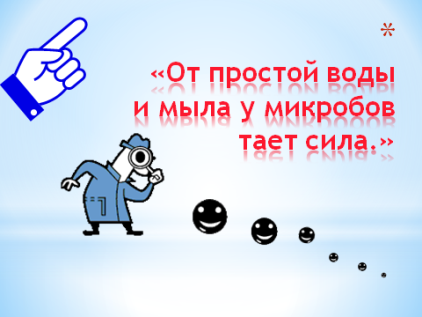 *
«От простой воды
и мыла у микробов
тает сила.»